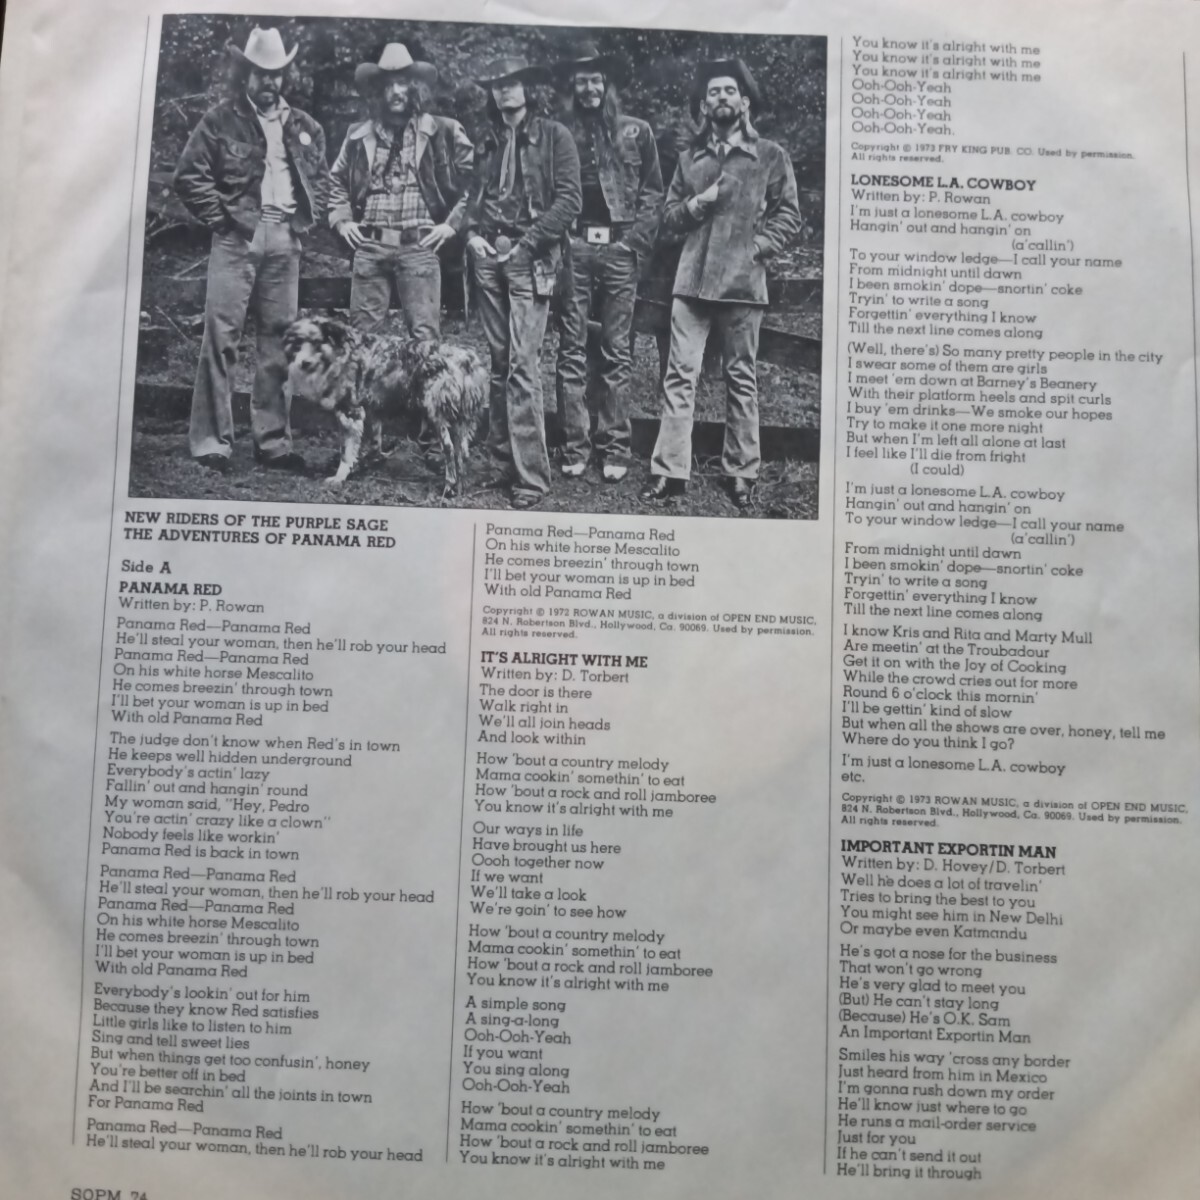 NEW RIDERS OF THE PURPLE SAGE
THE ADVENTURES OF PANAMA RED
Side A
PANAMA RED
Written by: P. Rowan
Panama Red—Panama Red
He'll steal your woman, then he'll rob your head
Panama Red—Panama Red
On his white horse Mescalito
He comes breezin' through town
I'll bet your woman is up in bed
With old Panama Red
The judge don't know when Red's in town
He keeps well hidden underground
Everybody's actin' lazy
Fallin' out and hangin' round
My woman said, "Hey, Pedro
You're actin' crazy like a clown"
Nobody feels like workin'
Panama Red is back in town
Panama Red—Panama Red
He'll steal your woman, then he'll rob your head
Panama Red—Panama Red
On his white horse Mescalito
He comes breezin' through town
I'll bet your woman is up in bed
With old Panama Red
Everybody's lookin' out for him
Because they know Red satisfies
Little girls like to listen to him
Sing and tell sweet lies
But when things get too confusin', honey
You're better off in bed
And I'll be searchin' all the joints in town
For Panama Red
Panama Red—Panama Red
He'll steal your woman, then he'll rob your head
SOPM 74
Panama Red—Panama Red
On his white horse Mescalito
He comes breezin' through town
I'll bet your woman is up in bed
With old Panama Red
Copyright © 1972 ROWAN MUSIC, a division of OPEN END MUSIC,
824 N. Robertson Blvd., Hollywood, Ca. 90069. Used by permission.
All rights reserved.
IT'S ALRIGHT WITH ME
Written by: D. Torbert
The door is there
Walk right in
We'll all join heads
And look within
How 'bout a country melody
Mama cookin' somethin' to eat
How 'bout a rock and roll jamboree
You know it's alright with me
Our ways in life
Have brought us here
Oooh together now
If we want
We'll take a look
We're goin' to see how
How 'bout a country melody
Mama cookin' somethin' to eat
How 'bout a rock and roll jamboree
You know it's alright with me
A simple song
A sing-a-long
Ooh-Ooh-Yeah
If you want
You sing along
Ooh-Ooh-Yeah
How 'bout a country melody
Mama cookin' somethin' to eat
How 'bout a rock and roll jamboree
You know it's alright with me
You know it's alright with me
You know it's alright with me
You know it's alright with me
Ooh-Ooh-Yeah
Ooh-Ooh-Yeah
Ooh-Ooh-Yeah
Ooh-Ooh-Yeah.
Copyright © 1973 FRY KING PUB. CO. Used by permission.
All rights reserved.
LONESOME L.A. COWBOY
Written by: P. Rowan
I'm just a lonesome L.A. cowboy
Hangin' out and hangin' on
(a'callin')
To your window ledge—I call your name
From midnight until dawn
I been smokin' dope—snortin' coke
Tryin' to write a song
Forgettin' everything I know
Till the next line comes along
(Well, there's) So many pretty people in the city
I swear some of them are girls
I meet 'em down at Barney's Beanery
With their platform heels and spit curls
I buy 'em drinks—We smoke our hopes
Try to make it one more night
But when I'm left all alone at last
I feel like I'll die from fright
(I could)
I'm just a lonesome L.A. cowboy
Hangin' out and hangin' on
To your window ledge—I call your name
(a'callin')
From midnight until dawn
I been smokin' dope—snortin' coke
Tryin' to write a song
Forgettin' everything I know
Till the next line comes along
I know Kris and Rita and Marty Mull
Are meetin' at the Troubadour
Get it on with the Joy of Cooking
While the crowd cries out for more
Round 6 o'clock this mornin'
I'll be gettin' kind of slow
But when all the shows are over, honey, tell me
Where do you think I go?
I'm just a lonesome L.A. cowboy
etc.
Copyright © 1973 ROWAN MUSIC, a division of OPEN END MUSIC,
824 N. Robertson Blvd., Hollywood, Ca. 90069. Used by permission.
All rights reserved.
IMPORTANT EXPORTIN MAN
Written by: D. Hovey/D. Torbert
Well he does a lot of travelin'
Tries to bring the best to you
You might see him in New Delhi
Or maybe even Katmandu
He's got a nose for the business
That won't go wrong
He's very glad to meet you
(But) He can't stay long
(Because) He's O.K. Sam
An Important Exportin Man
Smiles his way 'cross any border
Just heard from him in Mexico
I'm gonna rush down my order
He'll know just where to go
He runs a mail-order service
Just for you
If he can't send it out
He'll bring it through